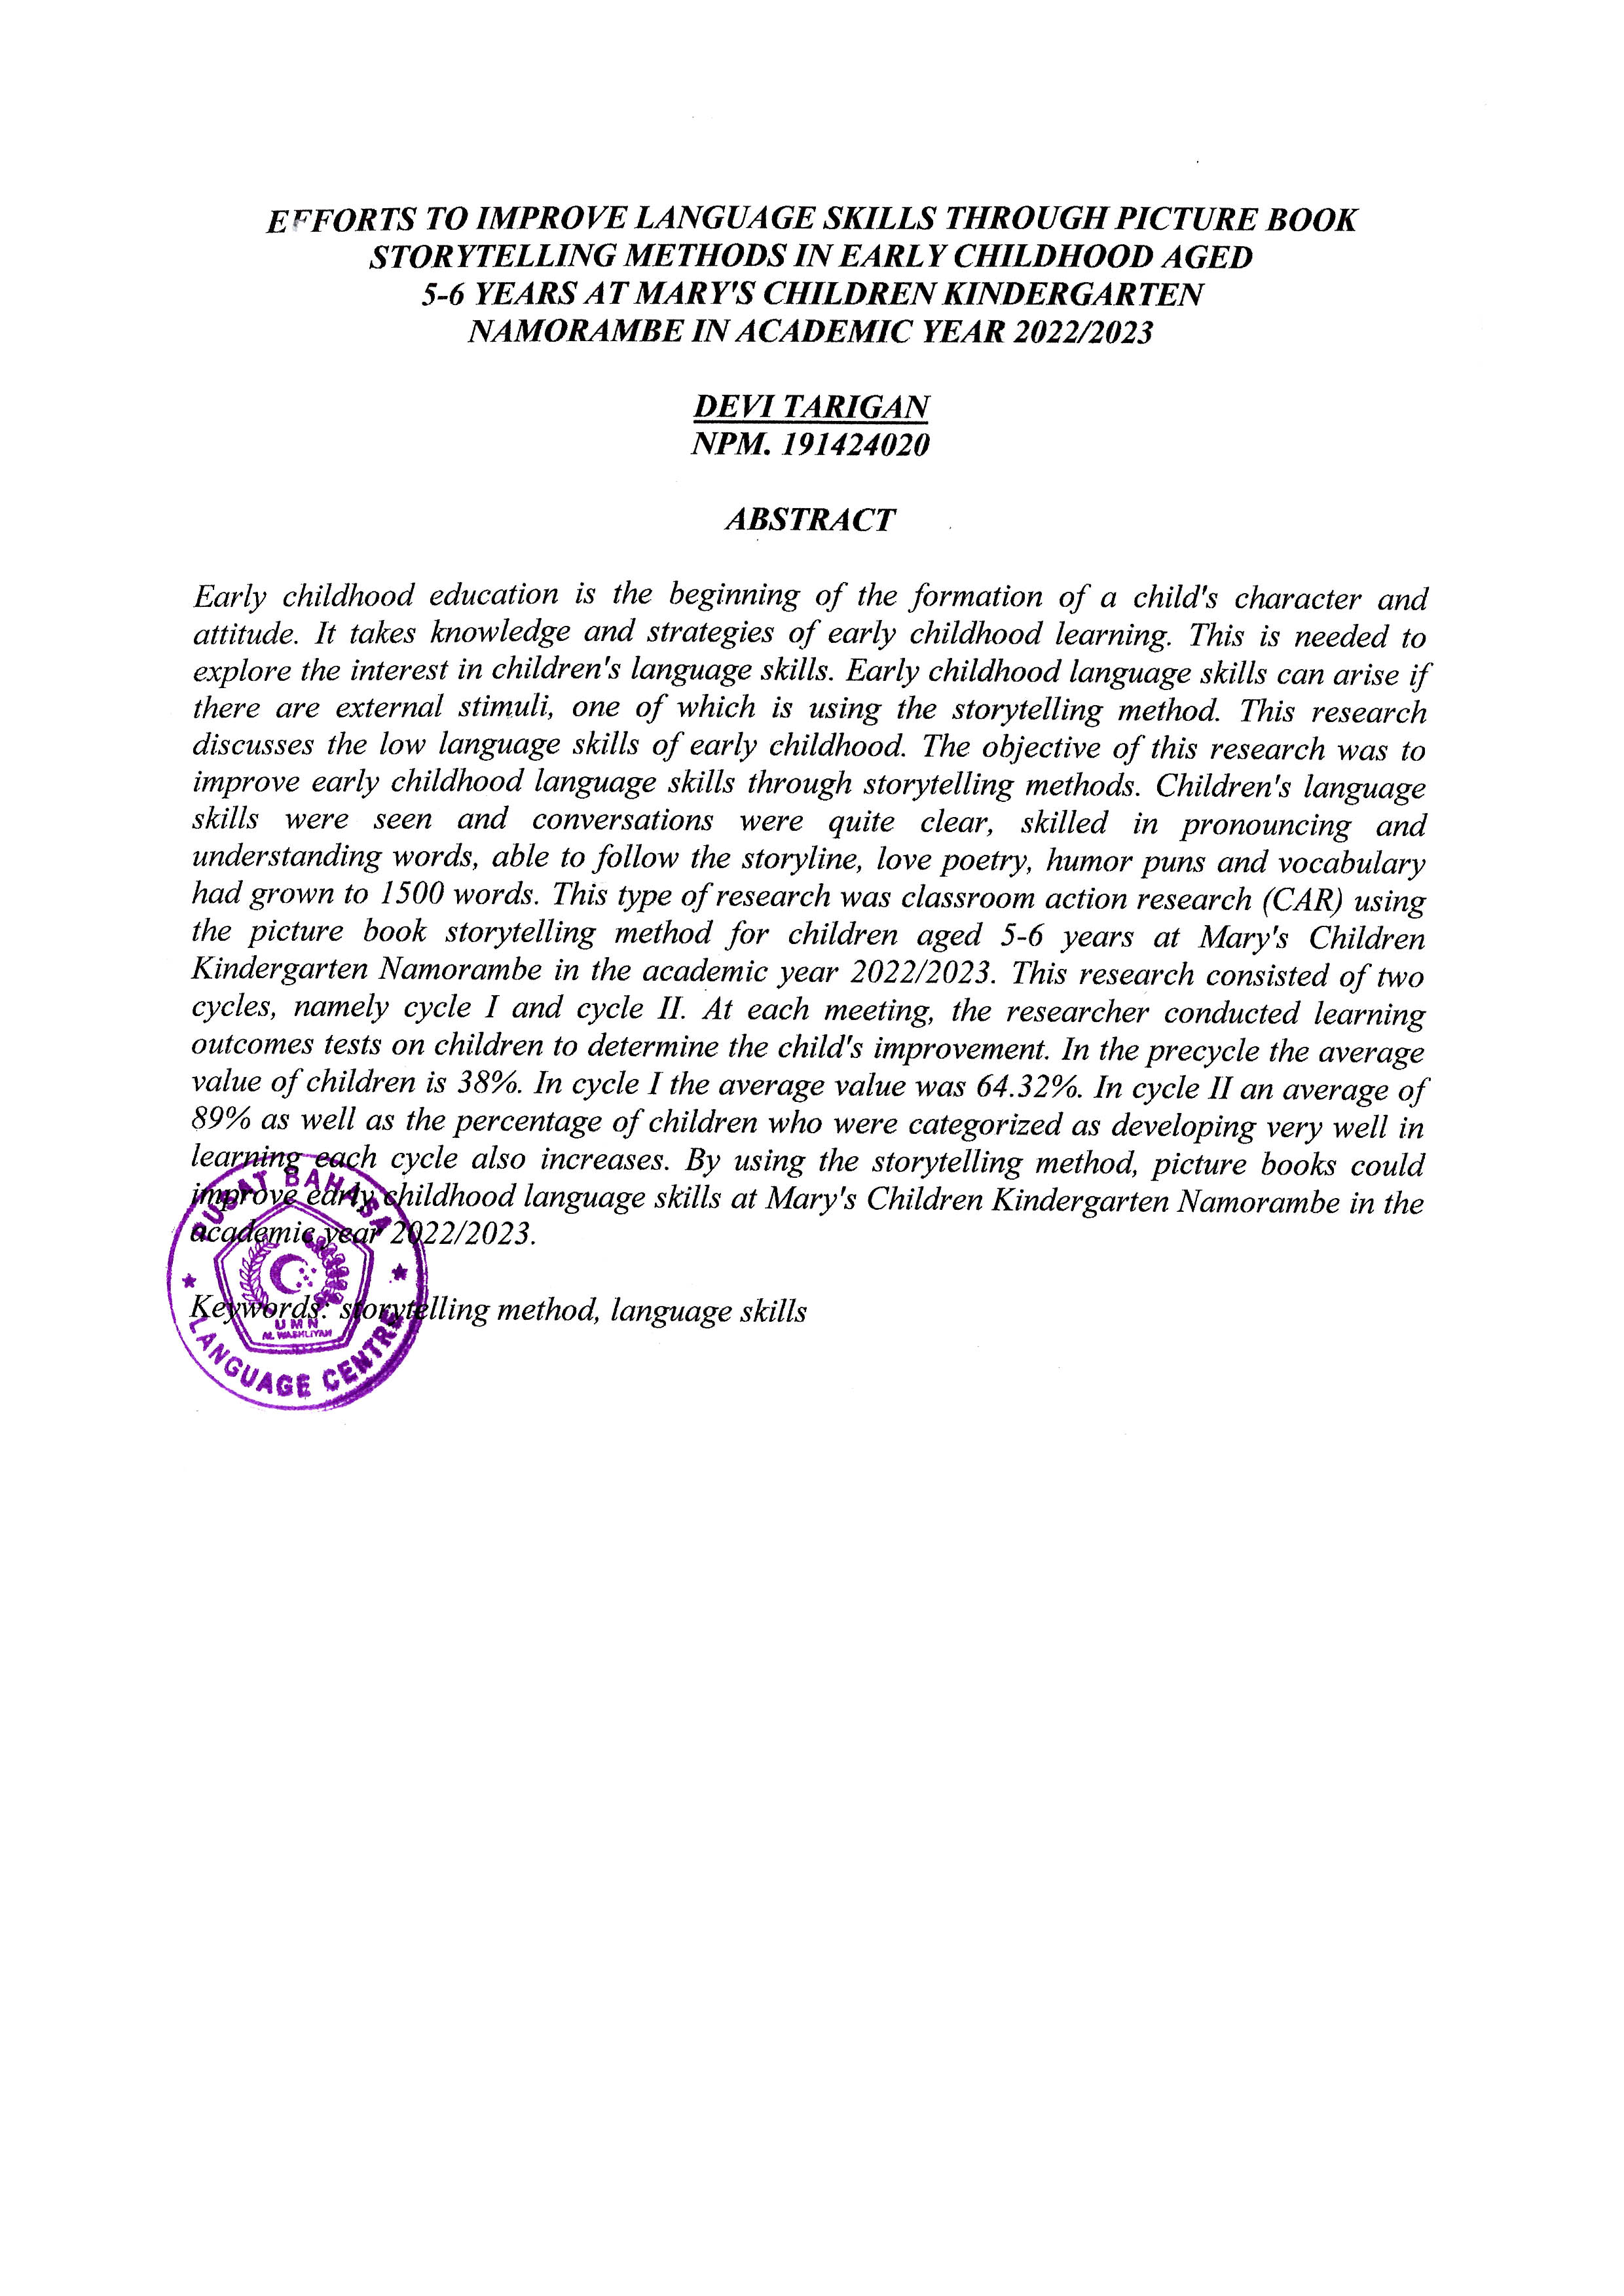 EFFORTS TO IMPROVE LANGUAGE SKILLS THROUGH PICTURE BOOK
STORYTELLING METHODS IN EARLY CHILDHOOD AGED
5-6 YEARS AT MARY'S CHILDREN KINDERGARTEN
NAMORAMBE IN ACADEMIC YEAR 2022/2023
DEVI TARIGAN
NPM. 191424020
ABSTRACT
Early childhood education is the beginning of the formation of a child's character and
attitude. It takes knowledge and strategies of early childhood learning. This is needed to
explore the interest in children's language skills. Early childhood language skills can arise if
there are external stimuli, one of which is using the storytelling method. This research
discusses the low language skills of early childhood. The objective of this research was to
improve early childhood language skills through storytelling methods. Children's language
skills were seen and conversations were quite clear, skilled in pronouncing and
understanding words, able to follow the storyline, love poetry, humor puns and vocabulary
had grown to 1500 words. This type of research was classroom action research (CAR) using
the picture book storytelling method for children aged 5-6 years at Mary's Children
Kindergarten Namorambe in the academic year 2022/2023. This research consisted of two
cycles, namely cycle I and cycle II. At each meeting, the researcher conducted learning
outcomes tests on children to determine the child's improvement. In the precycle the average
value of children is 38%. In cycle I the average value was 64.32%. In cycle II an average of
89% as well as the percentage of children who were categorized as developing very well in
learning each cycle also increases. By using the storytelling method, picture books could
improve early childhood language skills at Mary's Children Kindergarten Namorambe in the
academic year 2022/2023.
Keywords: storytelling method, language skills
PUSAT BAHASA
UMN
AL WASHLIYAH
LANGUAGE CENTRE